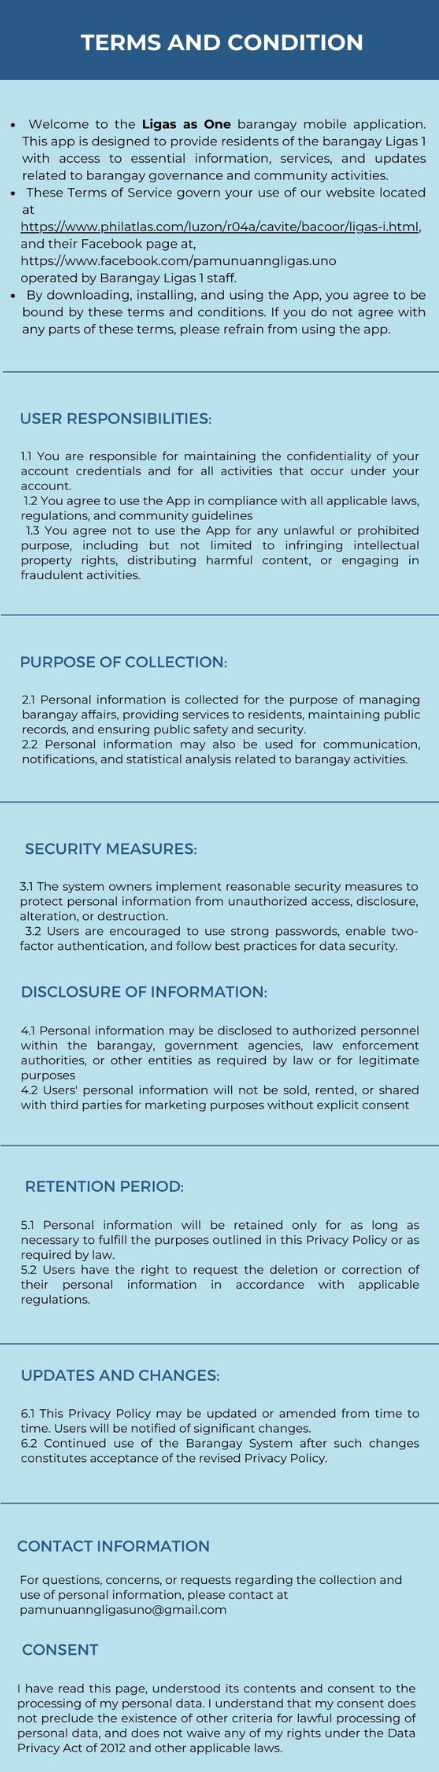 TERMS AND CONDITION
• Welcome to the Ligas as One barangay mobile application.
This app is designed to provide residents of the barangay Ligas 1
with access to essential information, services, and updates
related to barangay governance and community activities.
• These Terms of Service govern your use of our website located
at
https://www.philatlas.com/luzon/r04a/cavite/bacoor/ligas-i.html,
and their Facebook page at,
https://www.facebook.com/pamunuanngligas.uno
operated by Barangay Ligas 1 staff.
• By downloading, installing, and using the App, you agree to be
bound by these terms and conditions. If you do not agree with
any parts of these terms, please refrain from using the app.
USER RESPONSIBILITIES:
1.1 You are responsible for maintaining the confidentiality of your
account credentials and for all activities that occur under your
account.
1.2 You agree to use the App in compliance with all applicable laws,
regulations, and community guidelines
1.3 You agree not to use the App for any unlawful or prohibited
purpose, including but not limited to infringing intellectual
property rights, distributing harmful content, or engaging in
fraudulent activities.
PURPOSE OF COLLECTION:
2.1 Personal information is collected for the purpose of managing
barangay affairs, providing services to residents, maintaining public
records, and ensuring public safety and security.
2.2 Personal information may also be used for communication,
notifications, and statistical analysis related to barangay activities.
SECURITY MEASURES:
3.1 The system owners implement reasonable security measures to
protect personal information from unauthorized access, disclosure,
alteration, or destruction.
3.2 Users are encouraged to use strong passwords, enable two-
factor authentication, and follow best practices for data security.
DISCLOSURE OF INFORMATION:
4.1 Personal information may be disclosed to authorized personnel
within the barangay, government agencies, law enforcement
authorities, or other entities as required by law or for legitimate
purposes
4.2 Users' personal information will not be sold, rented, or shared
with third parties for marketing purposes without explicit consent
RETENTION PERIOD:
5.1 Personal information will be retained only for as long as
necessary to fulfill the purposes outlined in this Privacy Policy or as
required by law.
5.2 Users have the right to request the deletion or correction of
their personal information in accordance with applicable
regulations.
UPDATES AND CHANGES:
6.1 This Privacy Policy may be updated or amended from time to
time. Users will be notified of significant changes.
6.2 Continued use of the Barangay System after such changes
constitutes acceptance of the revised Privacy Policy.
CONTACT INFORMATION
For questions, concerns, or requests regarding the collection and
use of personal information, please contact at
pamunuanngligasuno@gmail.com
CONSENT
I have read this page, understood its contents and consent to the
processing of my personal data. I understand that my consent does
not preclude the existence of other criteria for lawful processing of
personal data, and does not waive any of my rights under the Data
Privacy Act of 2012 and other applicable laws.